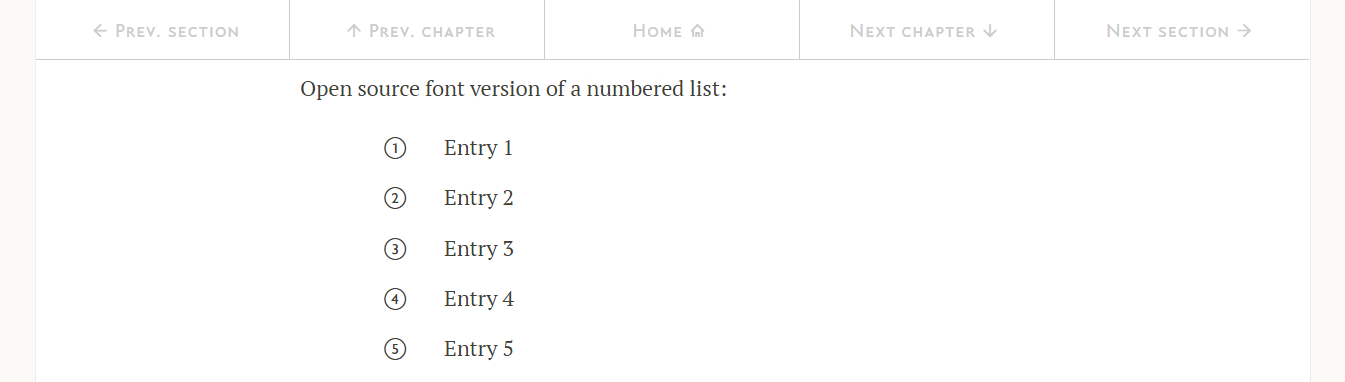 ← Prev. section ↑ Prev. chapter Home ⌂ Next chapter ↓ Next section →
Open source font version of a numbered list:
① Entry 1
② Entry 2
③ Entry 3
④ Entry 4
⑤ Entry 5